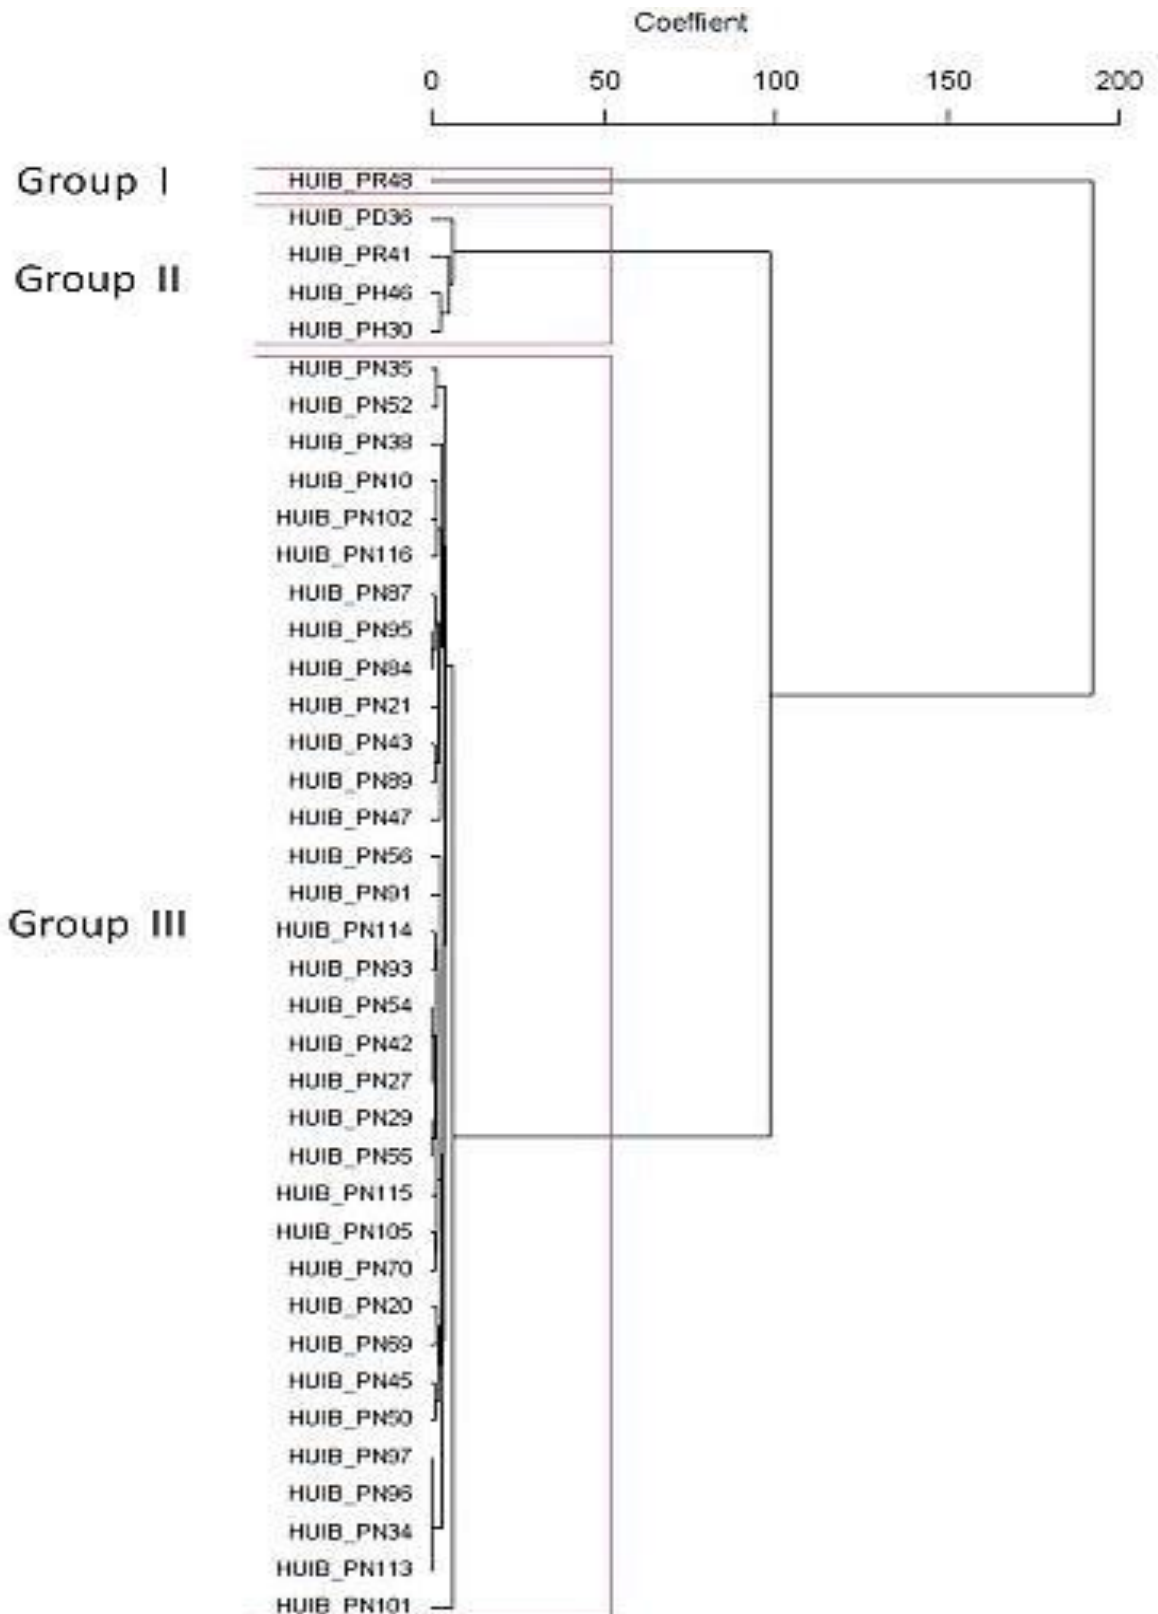 Coeffient
0 50 100 150 200
Group I
HUIB_PR48
HUIB_PD36
HUIB_PR41
Group II
HUIB_PH46
HUIB_PH30
HUIB_PN35
HUIB_PN52
HUIB_PN38
HUIB_PN10
HUIB_PN102
HUIB_PN116
HUIB_PN87
HUIB_PN95
HUIB_PN84
HUIB_PN21
HUIB_PN43
HUIB_PN89
HUIB_PN47
HUIB_PN56
HUIB_PN91
Group III
HUIB_PN114
HUIB_PN93
HUIB_PN54
HUIB_PN42
HUIB_PN27
HUIB_PN29
HUIB_PN55
HUIB_PN115
HUIB_PN105
HUIB_PN70
HUIB_PN20
HUIB_PN69
HUIB_PN45
HUIB_PN50
HUIB_PN97
HUIB_PN96
HUIB_PN34
HUIB_PN113
HUIB_PN101